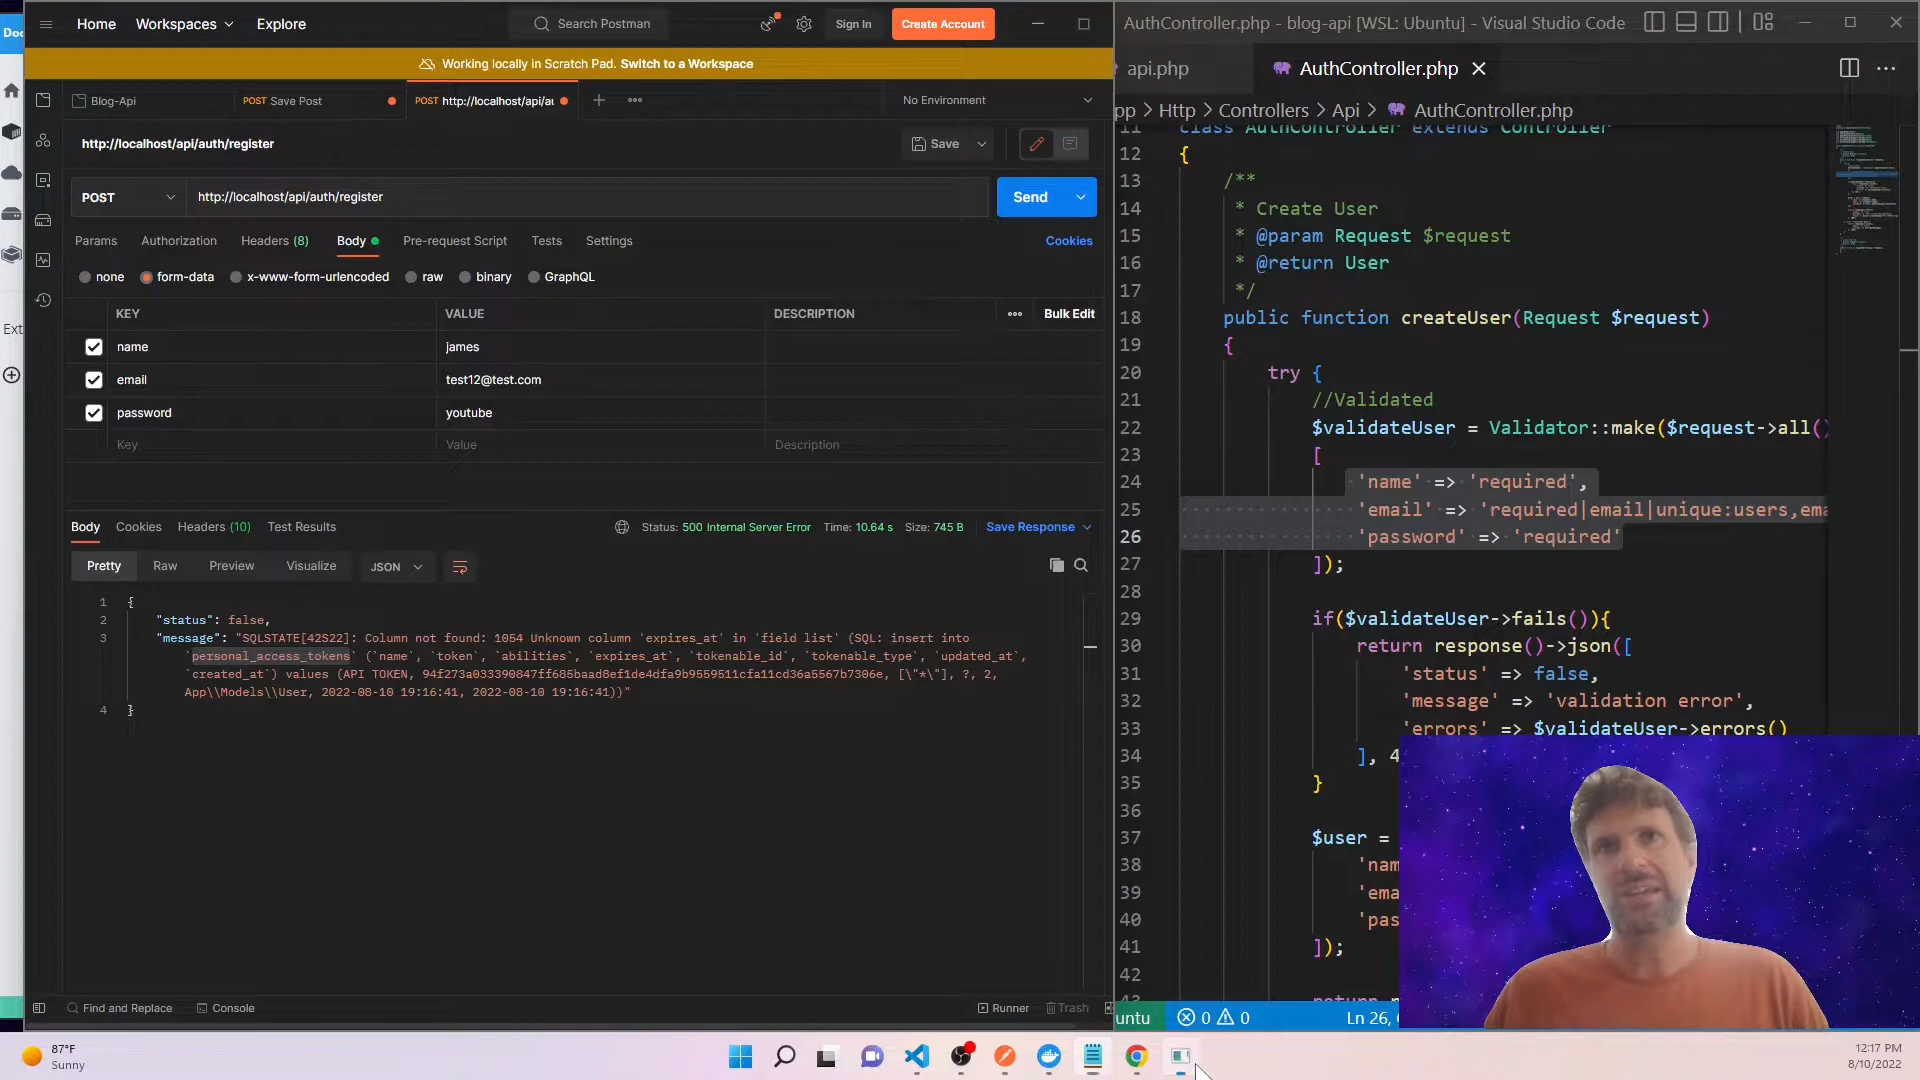 Home Workspaces Explore Search Postman Sign In Create Account
Working locally in Scratch Pad. Switch to a Workspace
Blog-Api POST Save Post POST http://localhost/api/au No Environment
http://localhost/api/auth/register Save
POST http://localhost/api/auth/register Send
Params Authorization Headers (8) Body Pre-request Script Tests Settings Cookies
none form-data x-www-form-urlencoded raw binary GraphQL
KEY VALUE DESCRIPTION Bulk Edit
name james
email test12@test.com
password youtube
Key Value Description
Body Cookies Headers (10) Test Results Status: 500 Internal Server Error Time: 10.64 s Size: 745 B Save Response
Pretty Raw Preview Visualize JSON
1 {
2 "status": false,
3 "message": "SQLSTATE[42S22]: Column not found: 1054 Unknown column 'expires_at' in 'field list' (SQL: insert into
`personal_access_tokens` (`name`, `token`, `abilities`, `expires_at`, `tokenable_id`, `tokenable_type`, `updated_at`,
`created_at`) values (API TOKEN, 94f273a033390847ff685baad8ef1de4dfa9b9559511cfa11cd36a5567b7306e, [\"*\"], ?, 2,
App\\Models\\User, 2022-08-10 19:16:41, 2022-08-10 19:16:41))"
4 }
Find and Replace Console Runner Trash
Doc
Ext
AuthController.php - blog-api [WSL: Ubuntu] - Visual Studio Code
api.php AuthController.php
pp > Http > Controllers > Api > AuthController.php
11 class AuthController extends Controller
12 {
13 /**
14 * Create User
15 * @param Request $request
16 * @return User
17 */
18 public function createUser(Request $request)
19 {
20 try {
21 //Validated
22 $validateUser = Validator::make($request->all()
23 [
24 'name' => 'required',
25 'email' => 'required|email|unique:users,ema
26 'password' => 'required'
27 ]);
28
29 if($validateUser->fails()){
30 return response()->json([
31 'status' => false,
32 'message' => 'validation error',
33 'errors' => $validateUser->errors()
34 ], 4
35 }
36
37 $user =
38 'nam
39 'ema
40 'pas
41 ]);
42
43 return r
untu 0 0 Ln 26,
87°F
Sunny
12:17 PM
8/10/2022